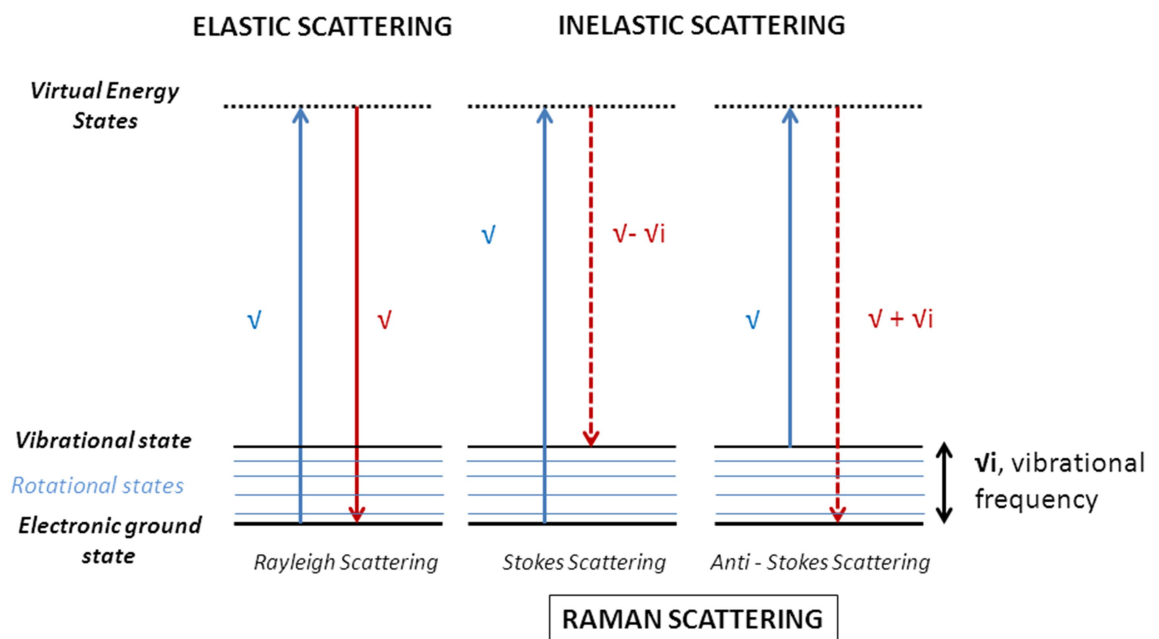 ELASTIC SCATTERING
INELASTIC SCATTERING
Virtual Energy
States
√
√
√
√- √i
√
√ + √i
Vibrational state
Rotational states
Electronic ground
state
√i, vibrational
frequency
Rayleigh Scattering
Stokes Scattering
Anti - Stokes Scattering
RAMAN SCATTERING